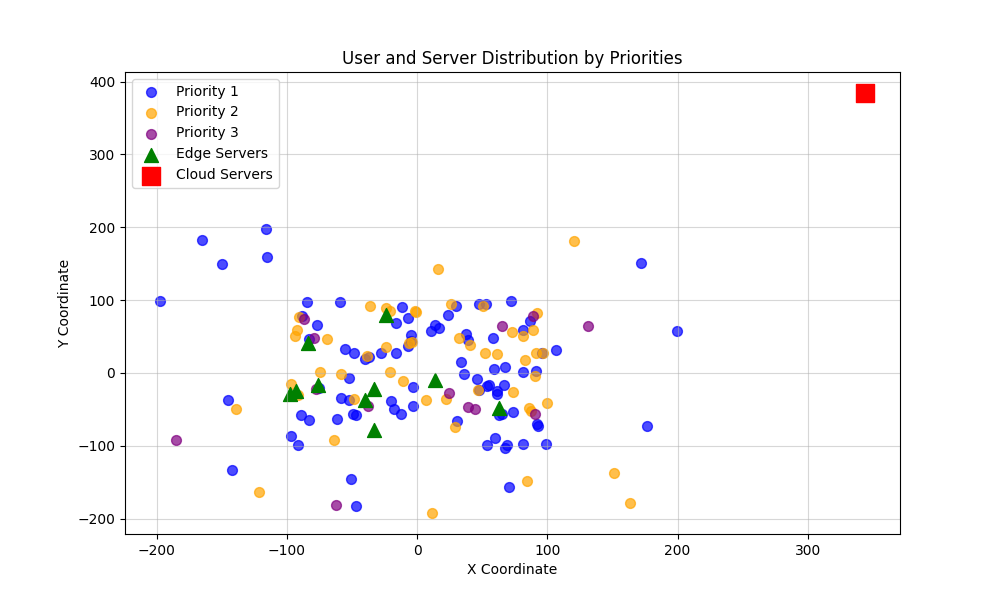 User and Server Distribution by Priorities
Priority 1
Priority 2
Priority 3
Edge Servers
Cloud Servers
Y Coordinate
400
300
200
100
0
−100
−200
−200 −100 0 100 200 300
X Coordinate